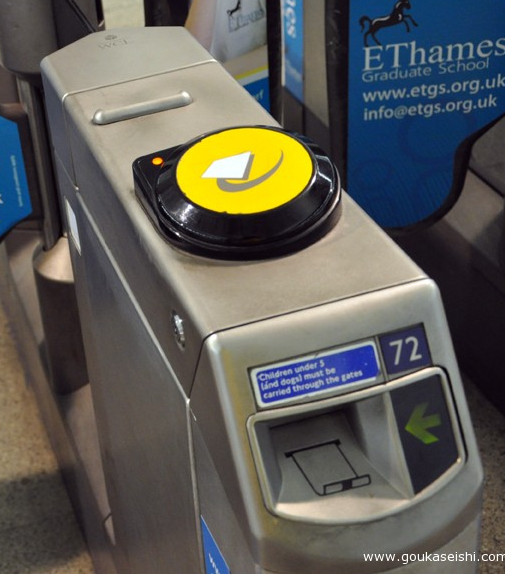 WCL
EThames
Graduate School
www.etgs.org.uk
info@etgs.org.uk
72
Children under 5
(and dogs) must be
carried through the gates
www.goukaseishi.com